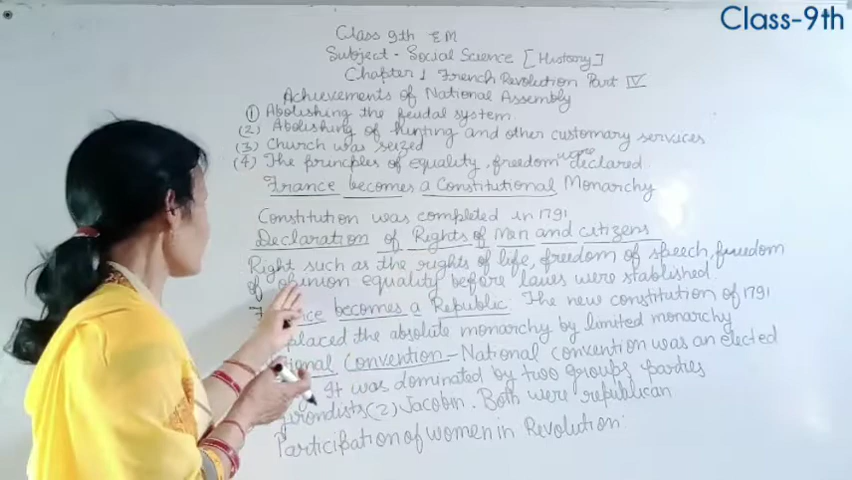 Class-9th
Class 9th EM
Subject - Social Science [History]
Chapter 1 French Revolution Part IV
Achievements of National Assembly
① Abolishing the feudal system.
(2) Abolishing of hunting and other customary services
(3) Church was seized
(4) The principles of equality, freedom were declared
France becomes a Constitutional Monarchy
Constitution was completed in 1791
Declaration of Rights of Men and citizens
Right such as the rights of life, freedom of speech, freedom
of opinion equality before laws were stablished.
becomes a Republic. The new constitution of 1791
placed the absolute monarchy by limited monarchy
Convention - National convention was an elected
It was dominated by two groups parties
Girondists (2) Jacobin. Both were republican
Participation of women in Revolution: